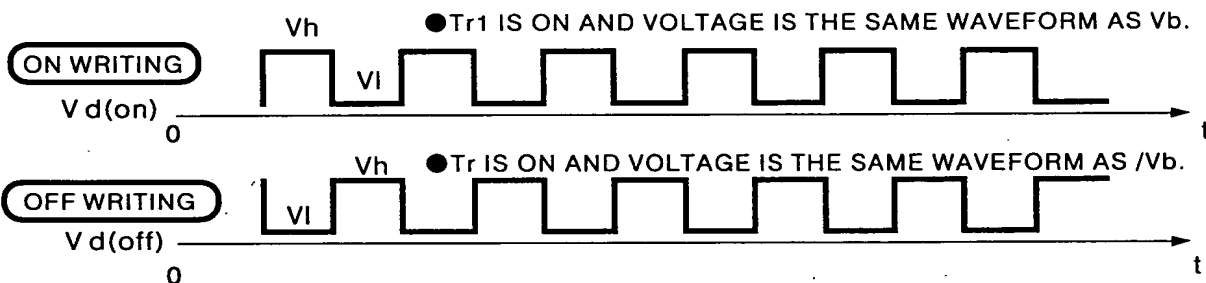 Vh ●Tr1 IS ON AND VOLTAGE IS THE SAME WAVEFORM AS Vb.
ON WRITING
Vl
V d(on)
0
t
Vh ●Tr IS ON AND VOLTAGE IS THE SAME WAVEFORM AS /Vb.
OFF WRITING
Vl
V d(off)
0
t